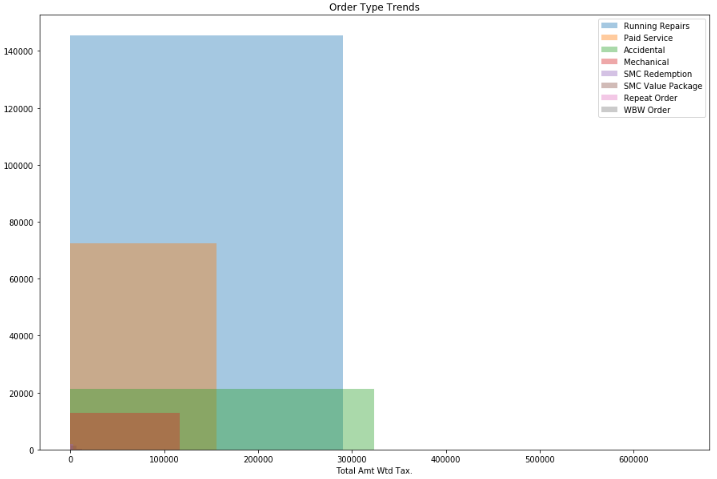 Order Type Trends
Running Repairs
Paid Service
Accidental
Mechanical
SMC Redemption
SMC Value Package
Repeat Order
WBW Order
140000
120000
100000
80000
60000
40000
20000
0
0 100000 200000 300000 400000 500000 600000
Total Amt Wtd Tax.